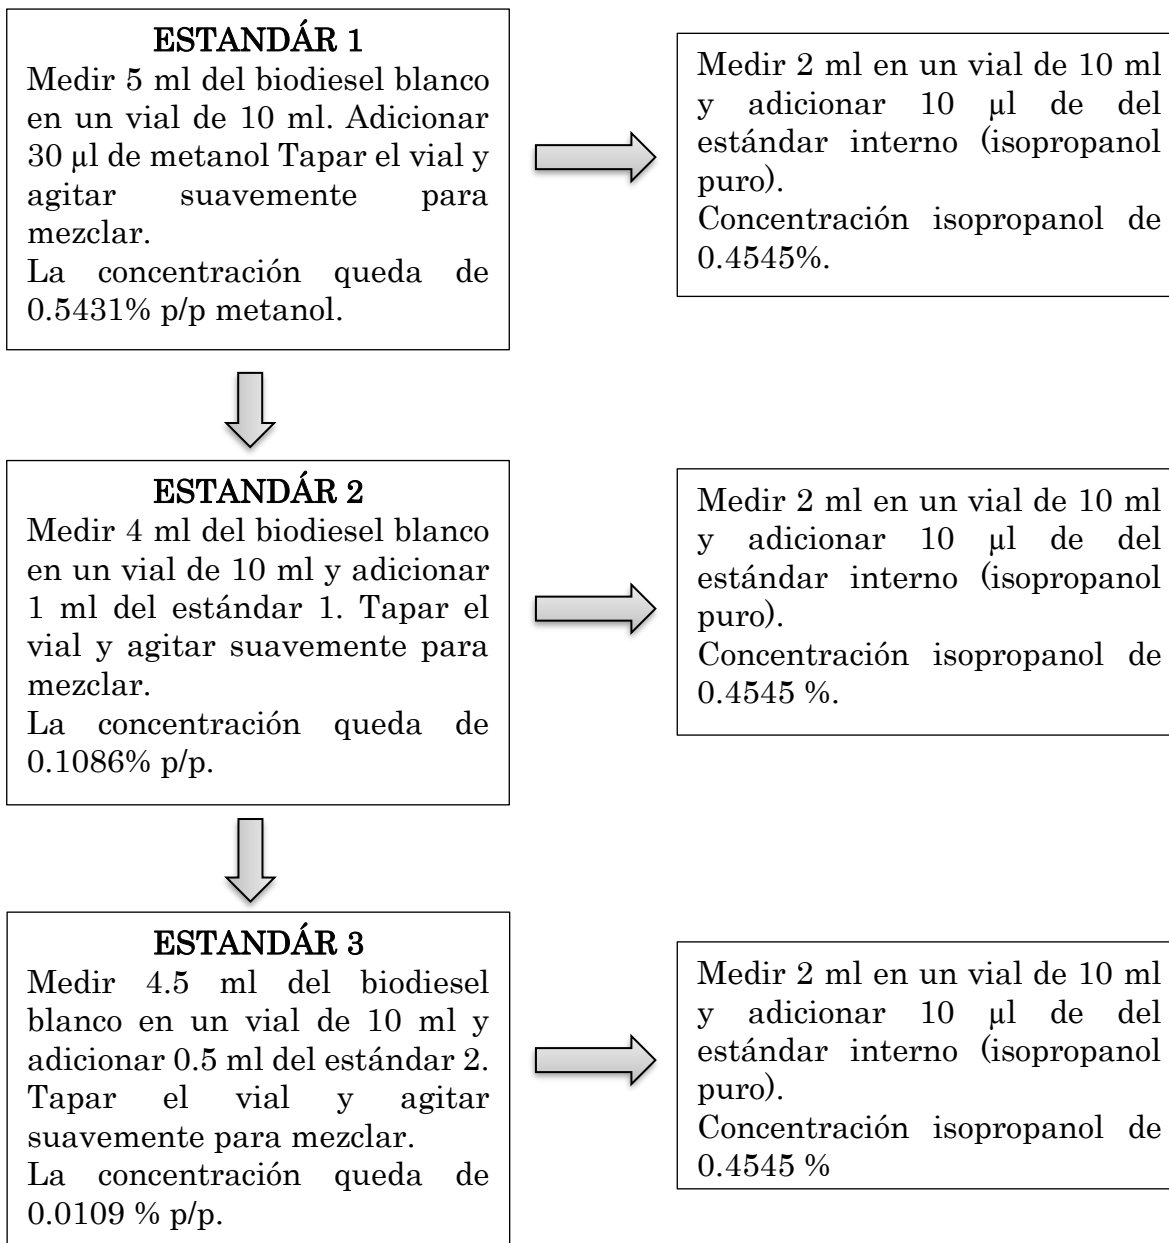 ESTANDÁR 1
Medir 5 ml del biodiesel blanco
en un vial de 10 ml. Adicionar
30 µl de metanol Tapar el vial y
agitar suavemente para
mezclar.
La concentración queda de
0.5431% p/p metanol.
Medir 2 ml en un vial de 10 ml
y adicionar 10 µl de del
estándar interno (isopropanol
puro).
Concentración isopropanol de
0.4545%.
ESTANDÁR 2
Medir 4 ml del biodiesel blanco
en un vial de 10 ml y adicionar
1 ml del estándar 1. Tapar el
vial y agitar suavemente para
mezclar.
La concentración queda de
0.1086% p/p.
Medir 2 ml en un vial de 10 ml
y adicionar 10 µl de del
estándar interno (isopropanol
puro).
Concentración isopropanol de
0.4545 %.
ESTANDÁR 3
Medir 4.5 ml del biodiesel
blanco en un vial de 10 ml y
adicionar 0.5 ml del estándar 2.
Tapar el vial y agitar
suavemente para mezclar.
La concentración queda de
0.0109 % p/p.
Medir 2 ml en un vial de 10 ml
y adicionar 10 µl de del
estándar interno (isopropanol
puro).
Concentración isopropanol de
0.4545 %